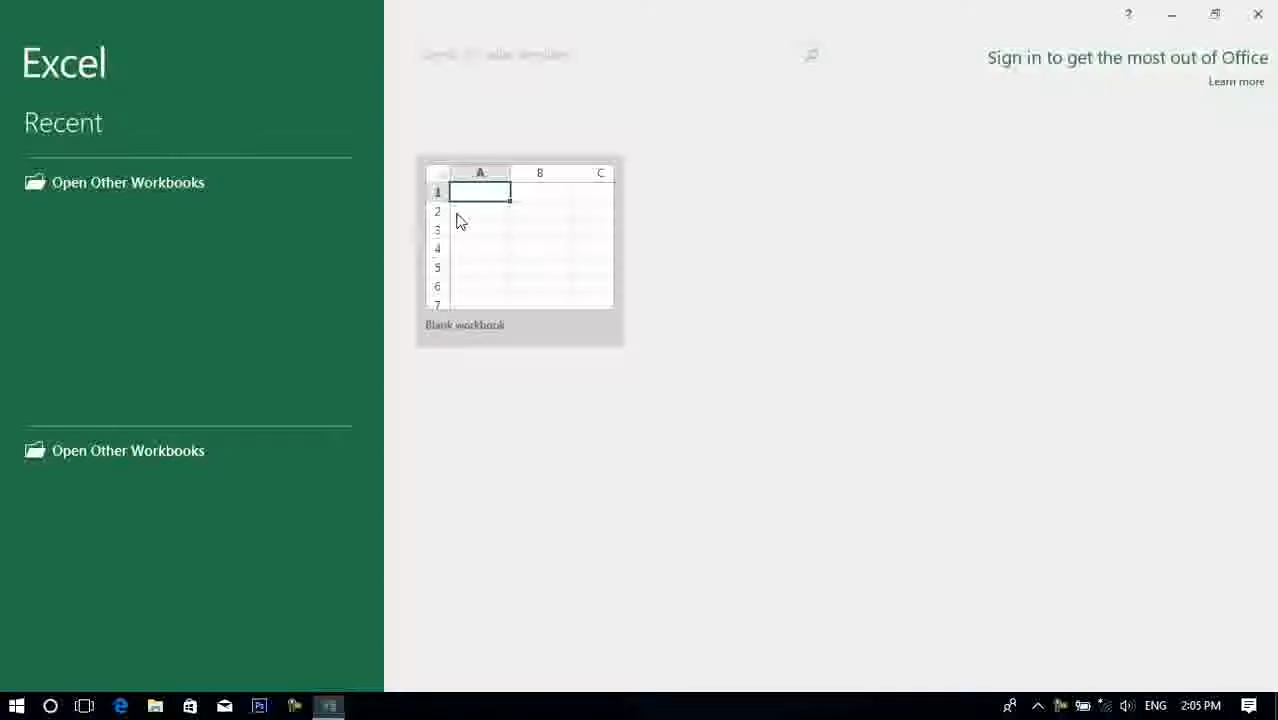 ?
Excel
Sign in to get the most out of Office
Learn more
Recent
Open Other Workbooks
A B C
1
2
3
4
5
6
7
Blank workbook
Open Other Workbooks
Ps
ENG 2:05 PM